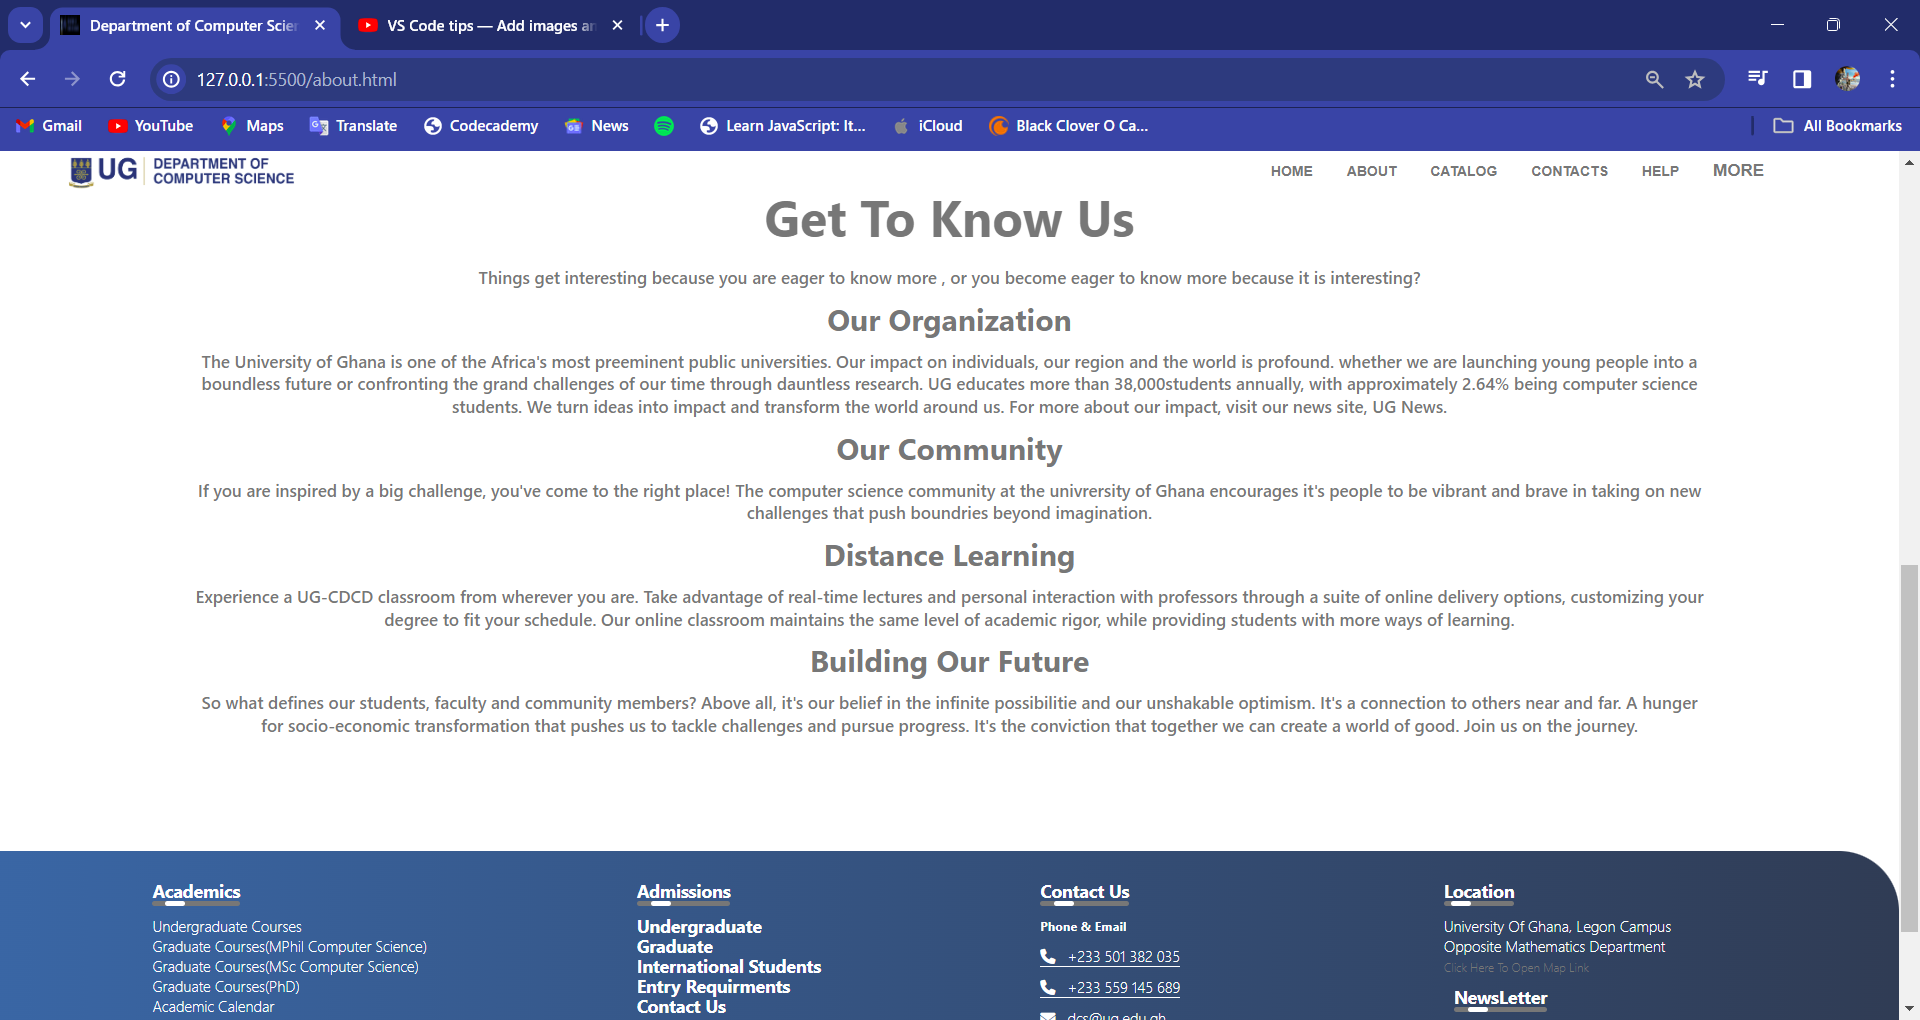 Department of Computer Scien
VS Code tips — Add images an
127.0.0.1:5500/about.html
Gmail
YouTube
Maps
Translate
Codecademy
News
Learn JavaScript: It...
iCloud
Black Clover O Ca...
All Bookmarks
UG DEPARTMENT OF
COMPUTER SCIENCE
HOME ABOUT CATALOG CONTACTS HELP MORE
Get To Know Us
Things get interesting because you are eager to know more , or you become eager to know more because it is interesting?
Our Organization
The University of Ghana is one of the Africa's most preeminent public universities. Our impact on individuals, our region and the world is profound. whether we are launching young people into a
boundless future or confronting the grand challenges of our time through dauntless research. UG educates more than 38,000students annually, with approximately 2.64% being computer science
students. We turn ideas into impact and transform the world around us. For more about our impact, visit our news site, UG News.
Our Community
If you are inspired by a big challenge, you've come to the right place! The computer science community at the univrersity of Ghana encourages it's people to be vibrant and brave in taking on new
challenges that push boundries beyond imagination.
Distance Learning
Experience a UG-CDCD classroom from wherever you are. Take advantage of real-time lectures and personal interaction with professors through a suite of online delivery options, customizing your
degree to fit your schedule. Our online classroom maintains the same level of academic rigor, while providing students with more ways of learning.
Building Our Future
So what defines our students, faculty and community members? Above all, it's our belief in the infinite possibilitie and our unshakable optimism. It's a connection to others near and far. A hunger
for socio-economic transformation that pushes us to tackle challenges and pursue progress. It's the conviction that together we can create a world of good. Join us on the journey.
Academics
Undergraduate Courses
Graduate Courses(MPhil Computer Science)
Graduate Courses(MSc Computer Science)
Graduate Courses(PhD)
Academic Calendar
Admissions
Undergraduate
Graduate
International Students
Entry Requirments
Contact Us
Contact Us
Phone & Email
+233 501 382 035
+233 559 145 689
dcs@ug.edu.gh
Location
University Of Ghana, Legon Campus
Opposite Mathematics Department
Click Here To Open Map Link
NewsLetter